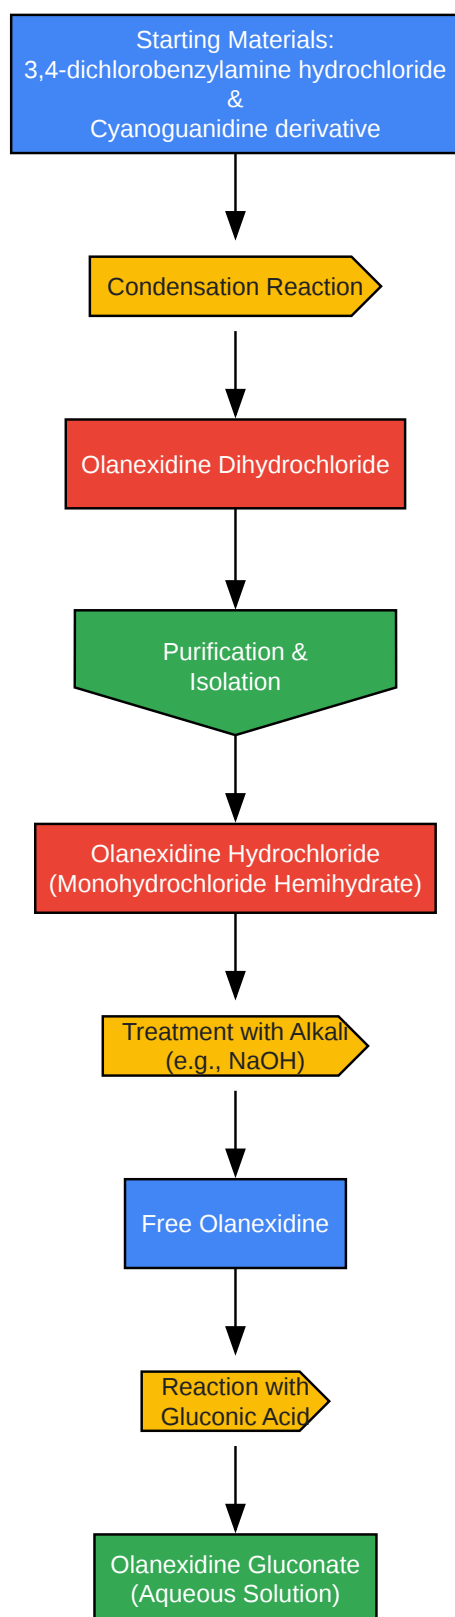 Starting Materials:
3,4-dichlorobenzylamine hydrochloride
&
Cyanoguanidine derivative
Condensation Reaction
Olanexidine Dihydrochloride
Purification &
Isolation
Olanexidine Hydrochloride
(Monohydrochloride Hemihydrate)
Treatment with Alkali
(e.g., NaOH)
Free Olanexidine
Reaction with
Gluconic Acid
Olanexidine Gluconate
(Aqueous Solution)